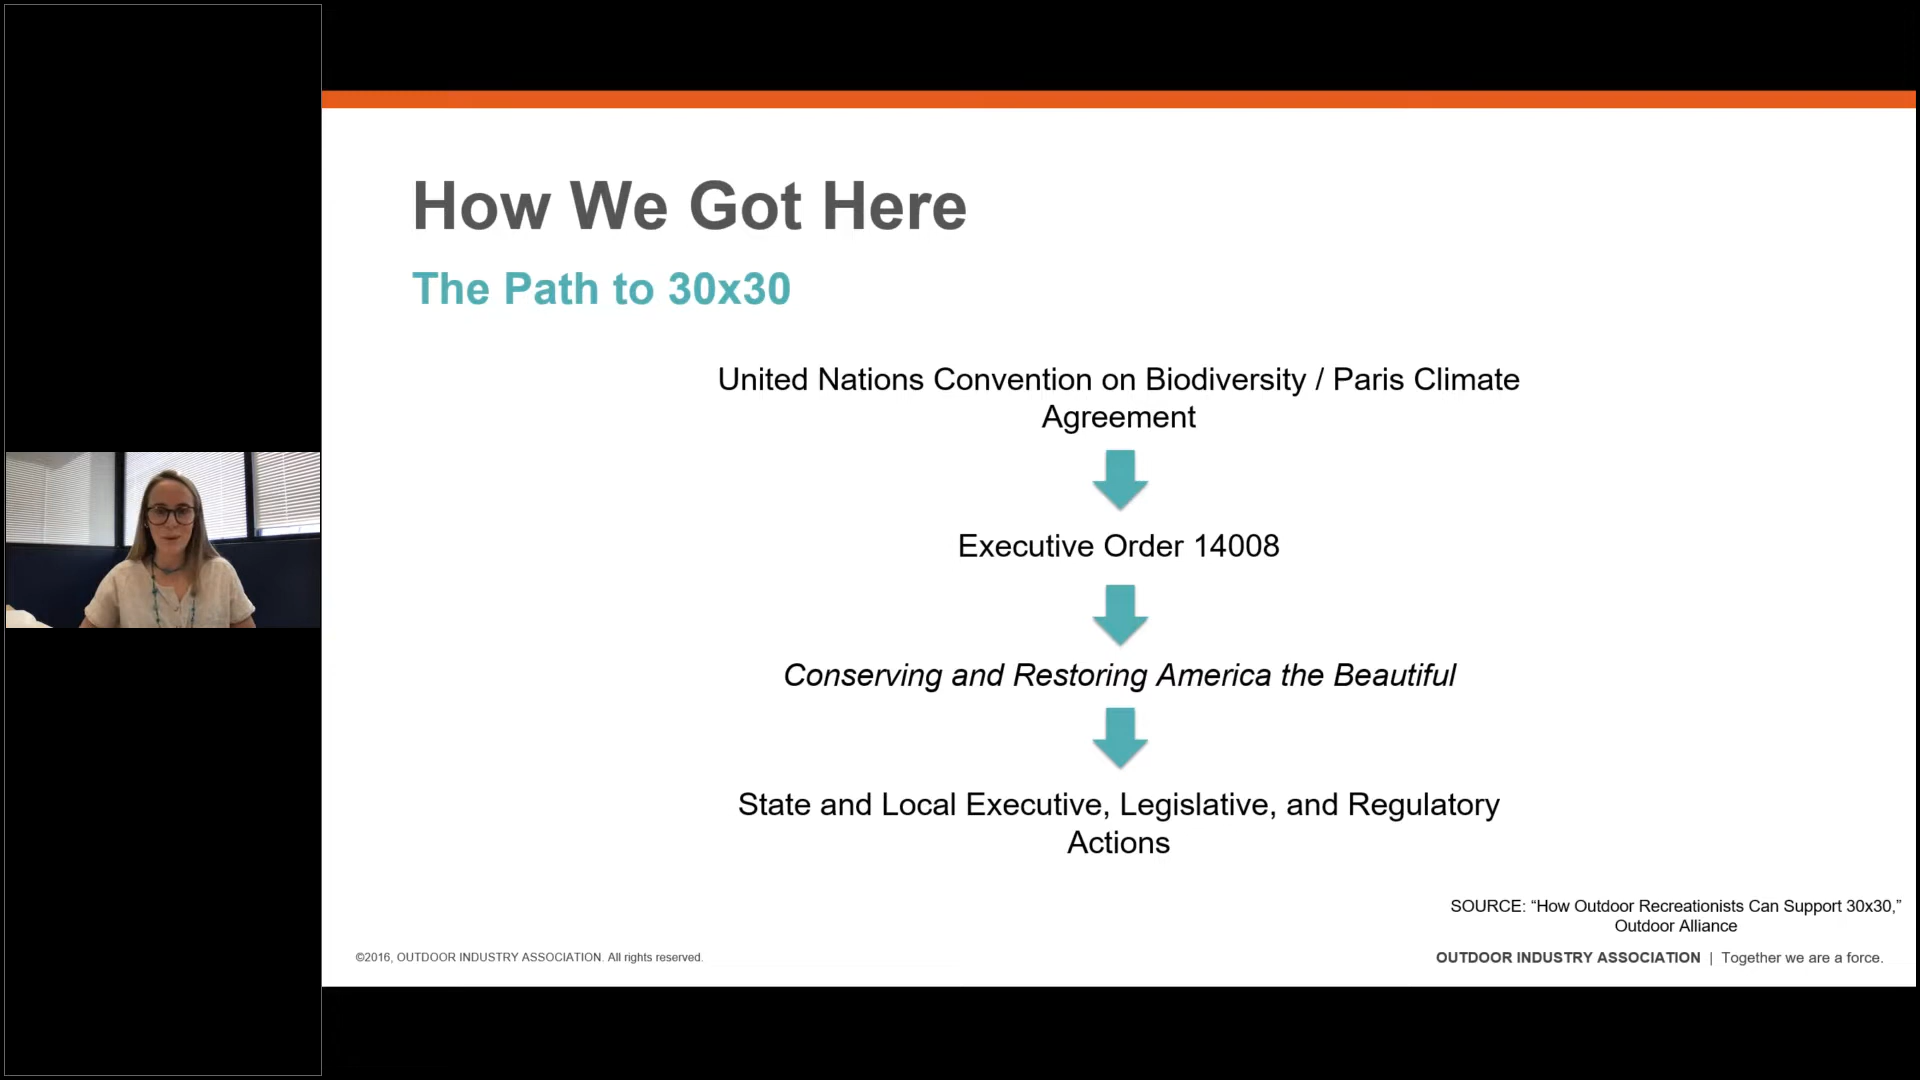 How We Got Here
The Path to 30x30
United Nations Convention on Biodiversity / Paris Climate
Agreement
Executive Order 14008
Conserving and Restoring America the Beautiful
State and Local Executive, Legislative, and Regulatory
Actions
SOURCE: “How Outdoor Recreationists Can Support 30x30,”
Outdoor Alliance
©2016, OUTDOOR INDUSTRY ASSOCIATION. All rights reserved.
OUTDOOR INDUSTRY ASSOCIATION | Together we are a force.